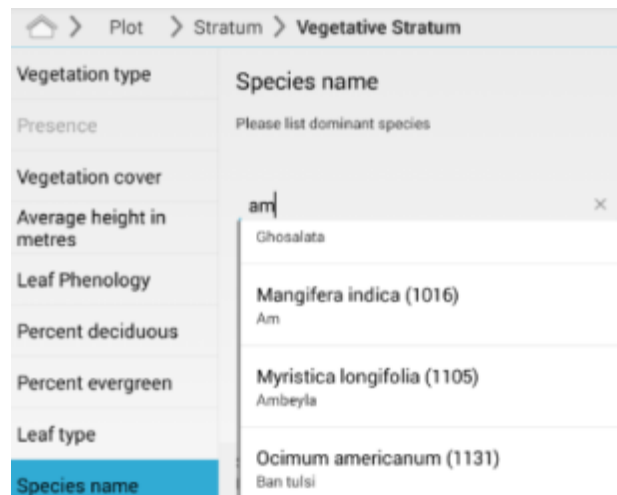 Plot Stratum Vegetative Stratum
Vegetation type
Presence
Vegetation cover
Average height in
metres
Leaf Phenology
Percent deciduous
Percent evergreen
Leaf type
Species name
Species name
Please list dominant species
am
Ghosalata
Mangifera indica (1016)
Am
Myristica longifolia (1105)
Ambeyla
Ocimum americanum (1131)
Ban tulsi